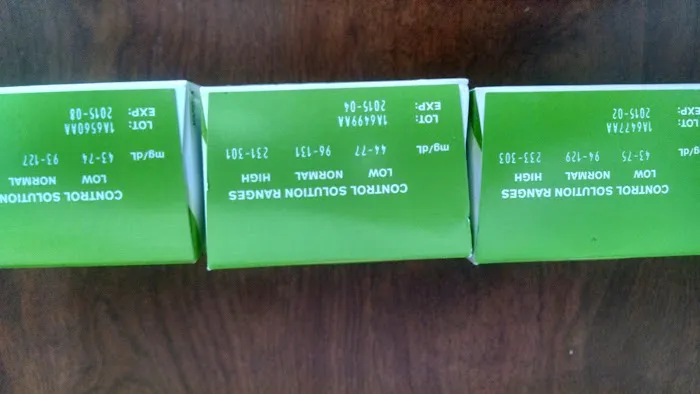 CONTROL SOLUTION RANGES
LOW NORMAL HIGH
mg/dL 43-75 94-129 233-303
LOT: 1A6477AA
EXP: 2015-02
CONTROL SOLUTION RANGES
LOW NORMAL HIGH
mg/dL 44-77 96-131 231-301
LOT: 1A6499AA
EXP: 2015-04
CONTROL SOLUTION
LOW NORMAL
mg/dL 43-74 93-127
LOT: 1A6560AA
EXP: 2015-08